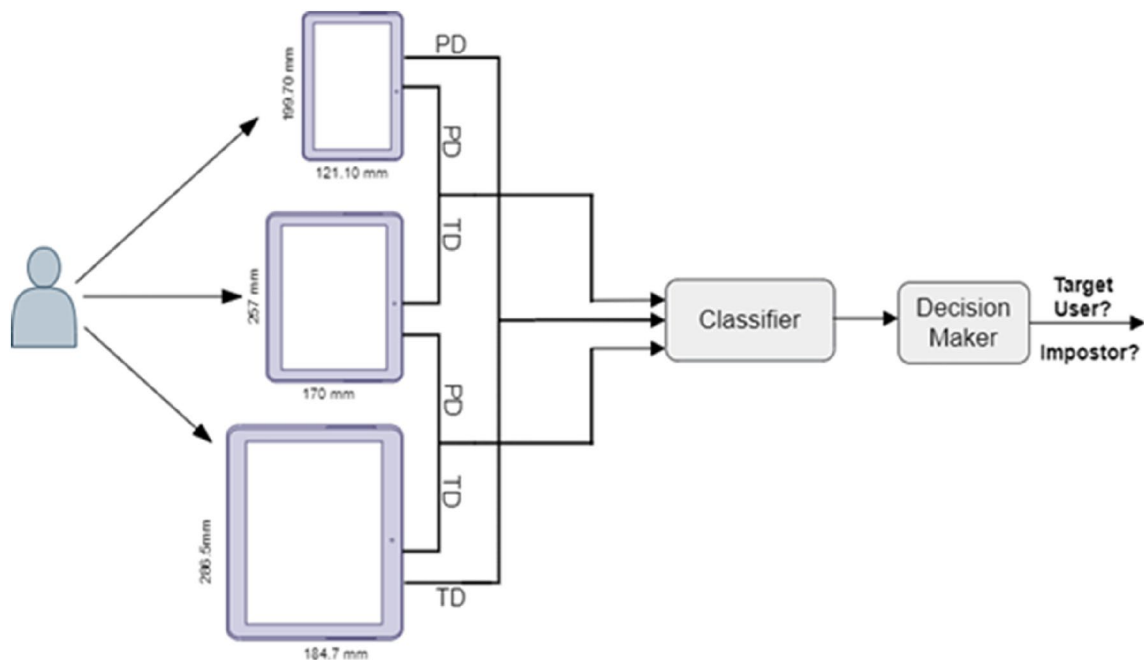 PD
199.70 mm
PD
121.10 mm
TD
257 mm
Target
User?
Classifier
Decision
Maker
Impostor?
170 mm
PD
TD
286.5mm
TD
184.7 mm